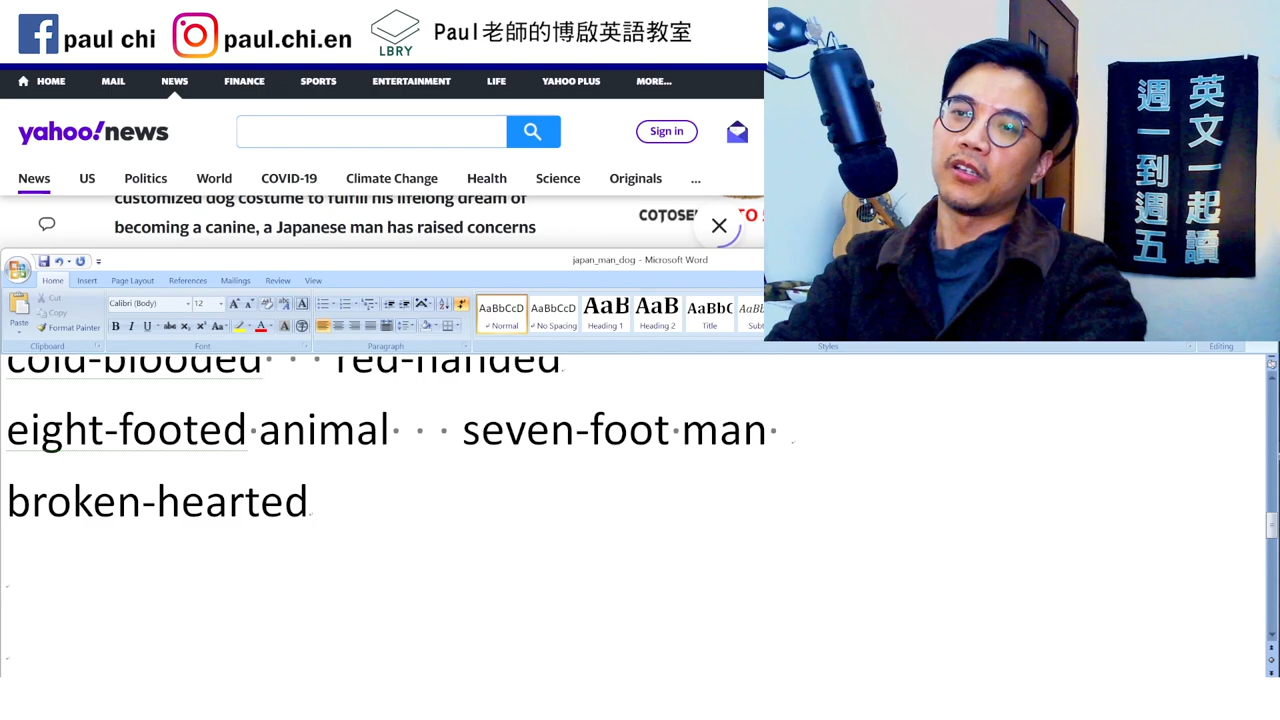 paul chi
paul.chi.en
LBRY
Paul老師的博啟英語教室
HOME MAIL NEWS FINANCE SPORTS ENTERTAINMENT LIFE YAHOO PLUS MORE...
yahoo!news
Sign in
News US Politics World COVID-19 Climate Change Health Science Originals ...
customized dog costume to fulfill his lifelong dream of
becoming a canine, a Japanese man has raised concerns
japan_man_dog - Microsoft Word
Home Insert Page Layout References Mailings Review View
Paste
Cut
Copy
Format Painter
Clipboard
Calibri (Body) 12
Font
Paragraph
AaBbCcD AaBbCcD AaB AaB AaBbC
Normal No Spacing Heading 1 Heading 2 Title
Styles
Editing
cold-blooded red-handed
eight-footed animal seven-foot man
broken-hearted
英文一起讀
週一到週五